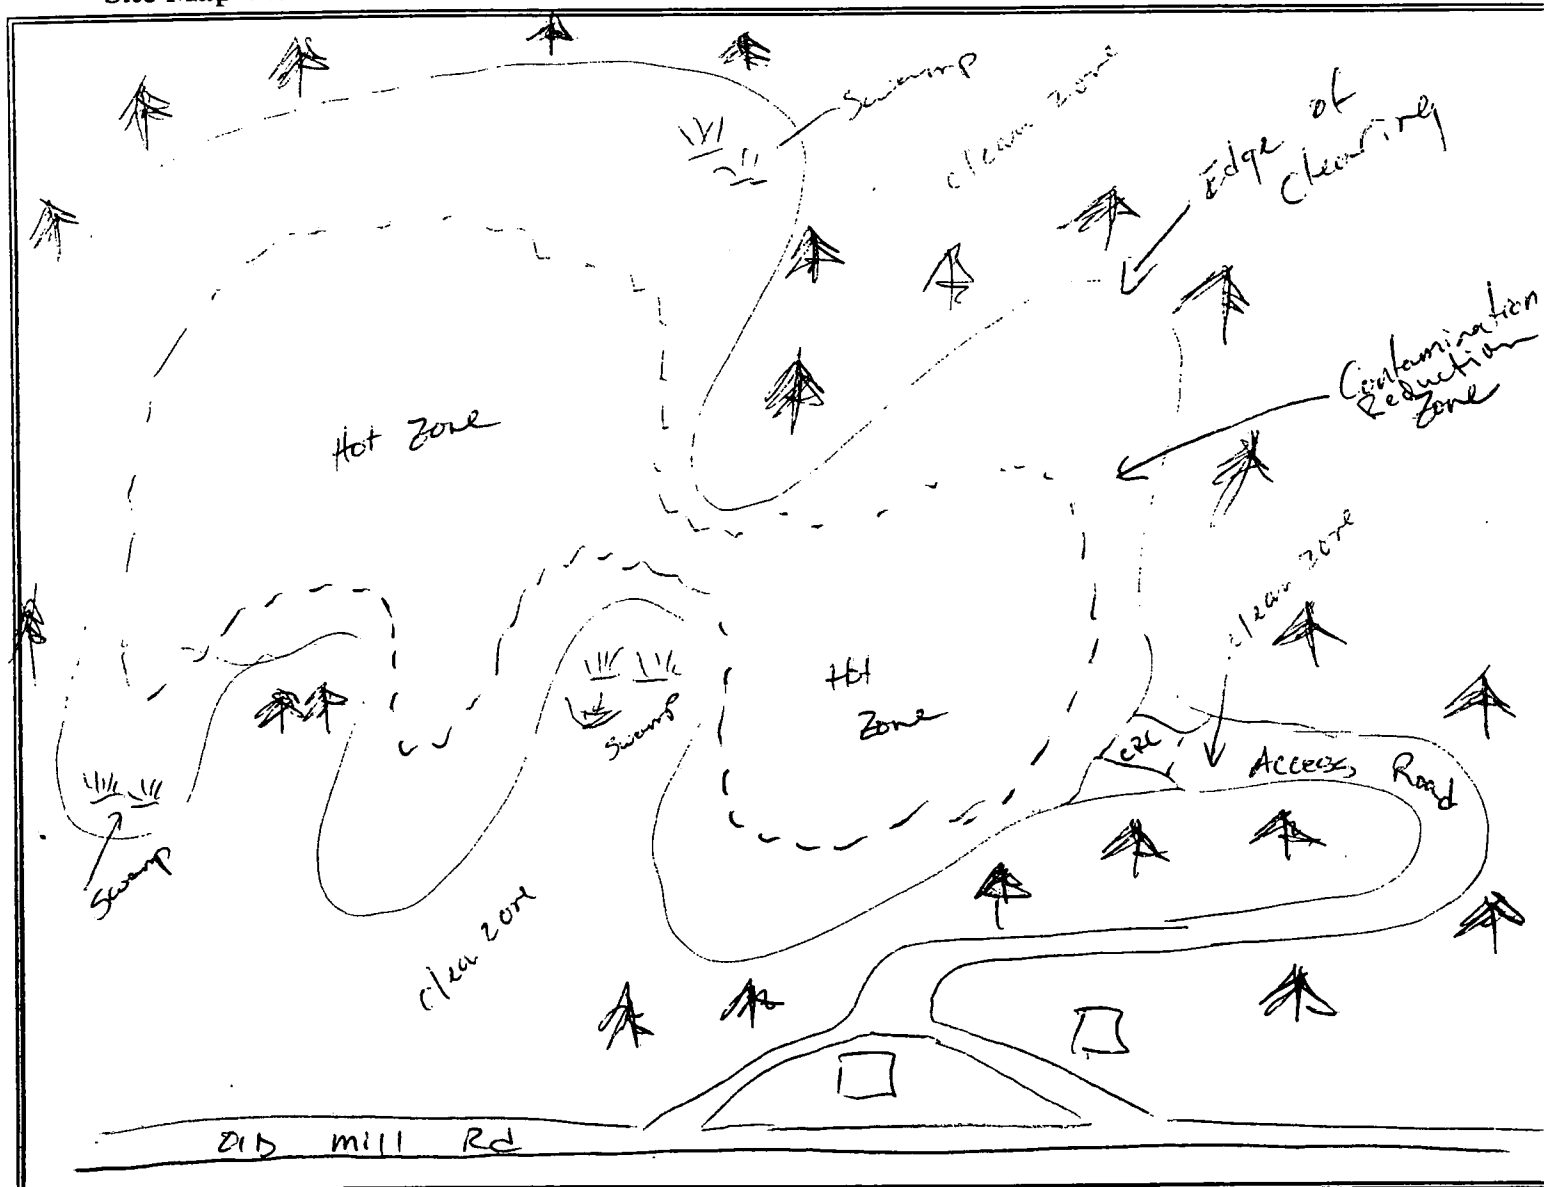 Site Map
Swamp
clean zone
Edge of
Clearing
Contamination
Reduction
Zone
Hot Zone
clean zone
Hot
Zone
Swamp
CRC
Access Road
Swamp
clean zone
Old mill Rd